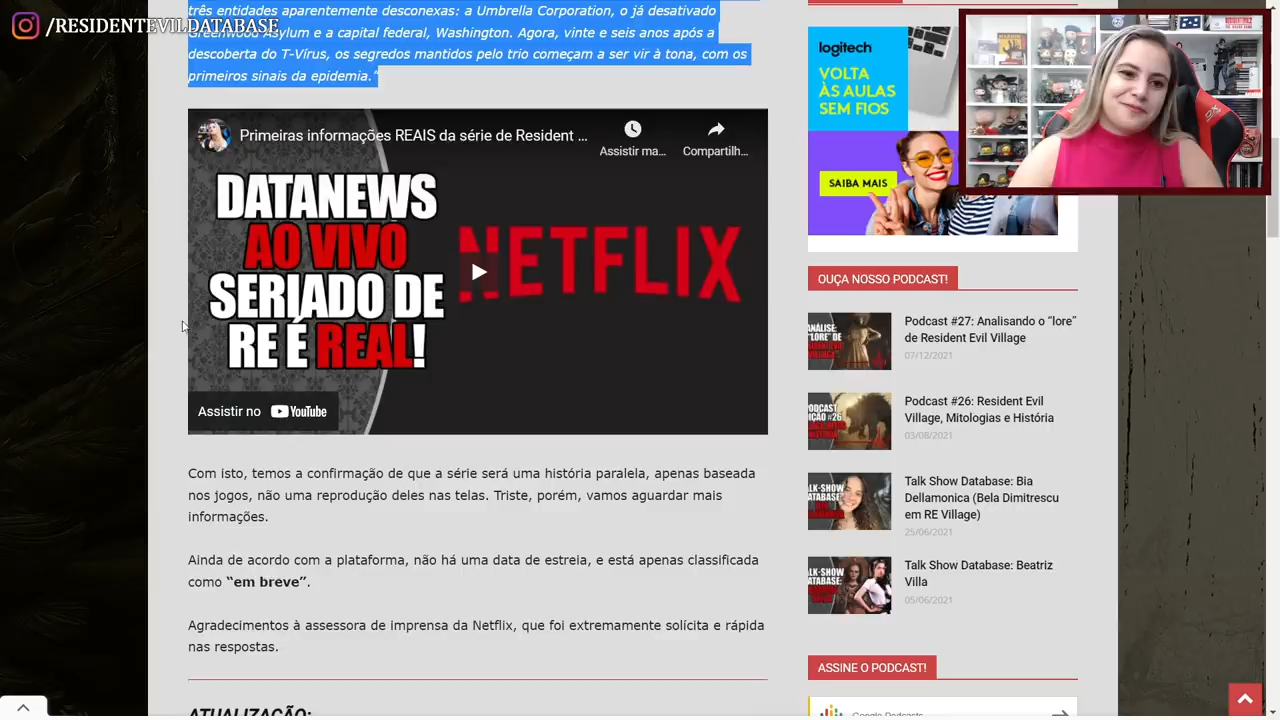 /RESIDENTEVILDATABASE
três entidades aparentemente desconexas: a Umbrella Corporation, o já desativado
Asylum e a capital federal, Washington. Agora, vinte e seis anos após a
descoberta do T-Virus, os segredos mantidos pelo trio começam a ser vir à tona, com os
primeiros sinais da epidemia.”
Primeiras informações REAIS da série de Resident ...
Assistir ma...
Compartilh...
DATANEWS
AO VIVO
SERIADO DE
RE É REAL!
NETFLIX
Assistir no YouTube
Com isto, temos a confirmação de que a série será uma história paralela, apenas baseada
nos jogos, não uma reprodução deles nas telas. Triste, porém, vamos aguardar mais
informações.
Ainda de acordo com a plataforma, não há uma data de estreia, e está apenas classificada
como “em breve”.
Agradecimentos à assessora de imprensa da Netflix, que foi extremamente solícita e rápida
nas respostas.
ATUALIZAÇÃO:
logitech
VOLTA
ÀS AULAS
SEM FIOS
SAIBA MAIS
OUÇA NOSSO PODCAST!
Podcast #27: Analisando o “lore”
de Resident Evil Village
07/12/2021
Podcast #26: Resident Evil
Village, Mitologias e História
03/08/2021
Talk Show Database: Bia
Dellamonica (Bela Dimitrescu
em RE Village)
25/06/2021
Talk Show Database: Beatriz
Villa
05/06/2021
ASSINE O PODCAST!
Google Podcasts